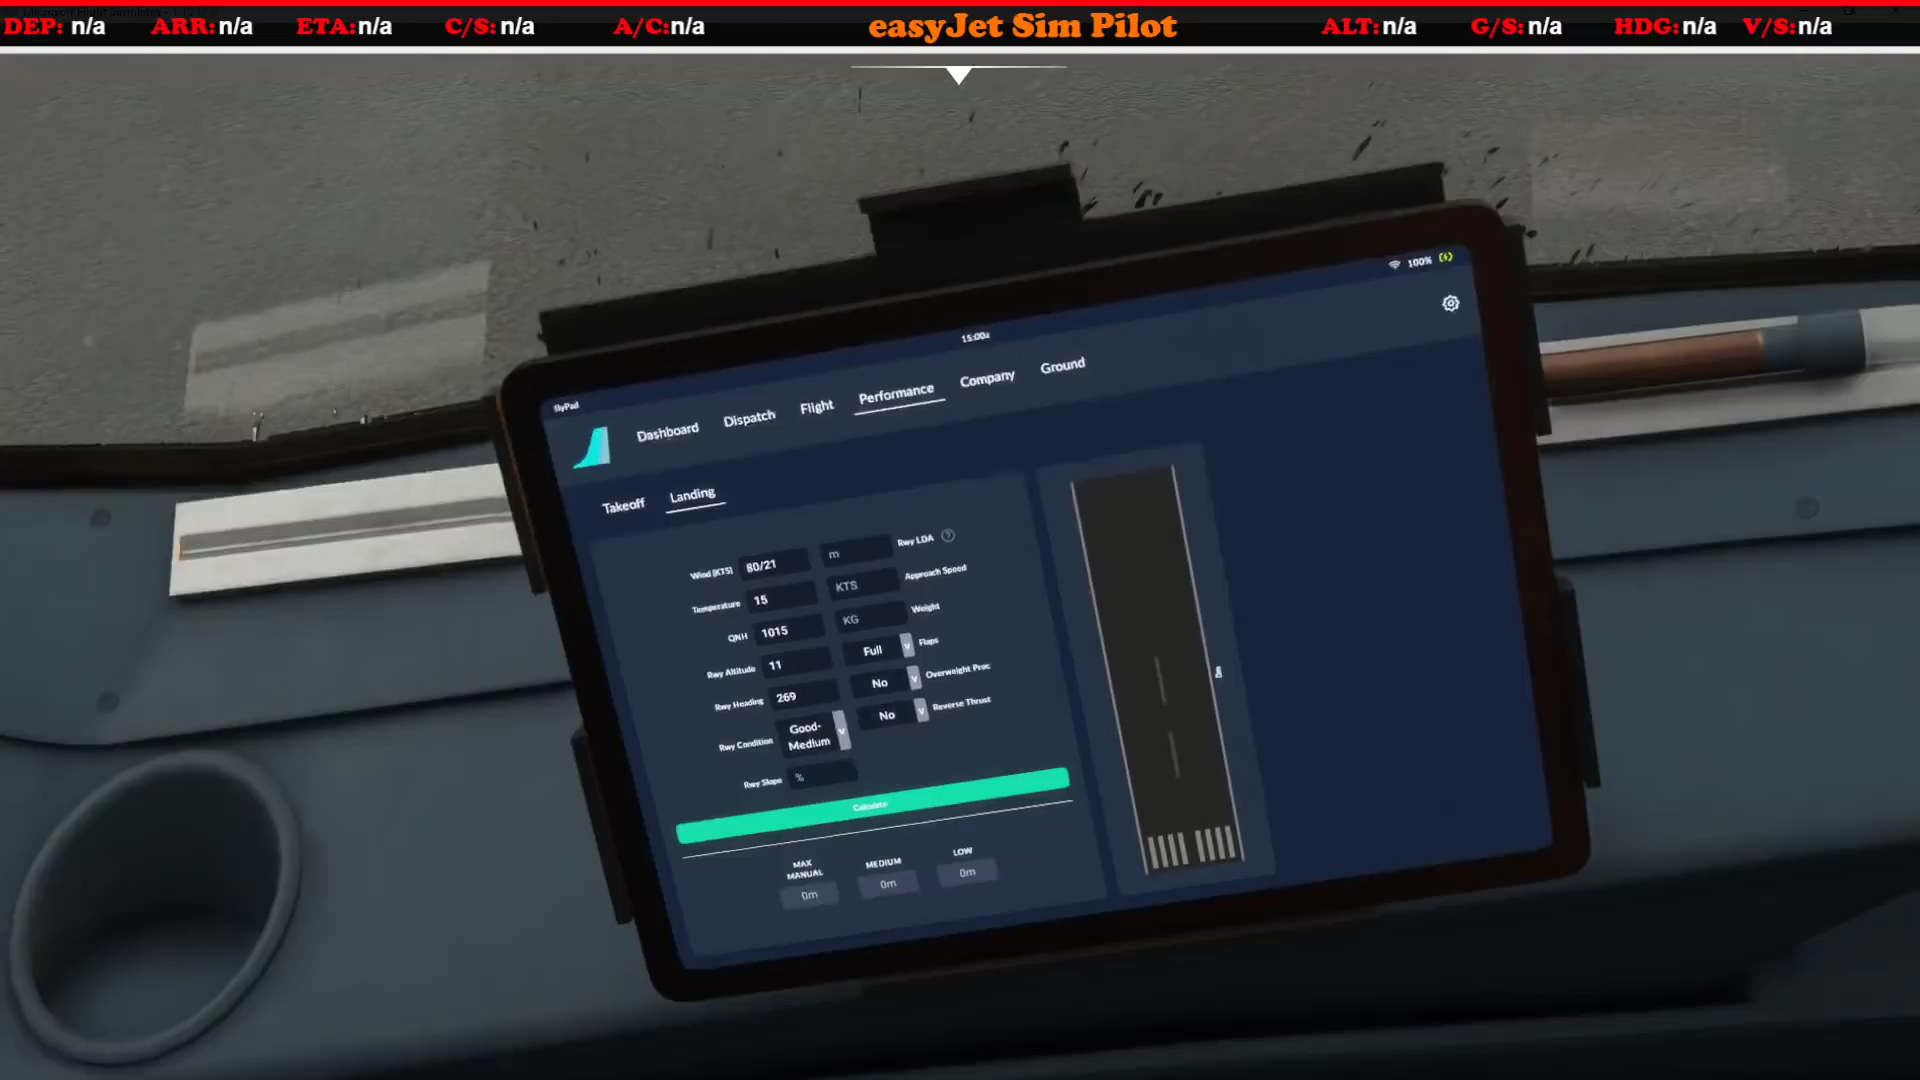 DEP: n/a ARR: n/a ETA: n/a C/S: n/a A/C: n/a easyJet Sim Pilot ALT: n/a G/S: n/a HDG: n/a V/S: n/a
flyPad 15:00z 100%
Dashboard Dispatch Flight Performance Company Ground
Takeoff Landing
Wind (KTS) 80/21 m Rwy LDA ?
Temperature 15 KTS Approach Speed
QNH 1015 KG Weight
Rwy Altitude 11 Full v Flaps
Rwy Heading 269 No v Overweight Proc
Rwy Condition Good-Medium v No v Reverse Thrust
Rwy Slope %
Calculate
MAX MANUAL MEDIUM LOW
0m 0m 0m